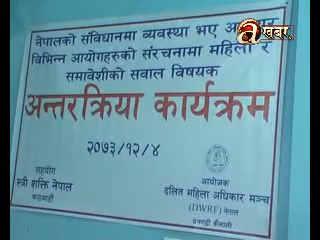 खबर
नेपालको संविधानमा व्यवस्था भए अनुसार
विभिन्न आयोगहरुको संरचनामा महिला र
समावेशीको सवाल विषयक
अन्तरक्रिया कार्यक्रम
२०७३/१२/४
सहयोग
स्त्री शक्ति नेपाल
काठमाडौं
आयोजक
दलित महिला अधिकार मञ्च
(DWRF) नेपाल
धनगढी कैलाली